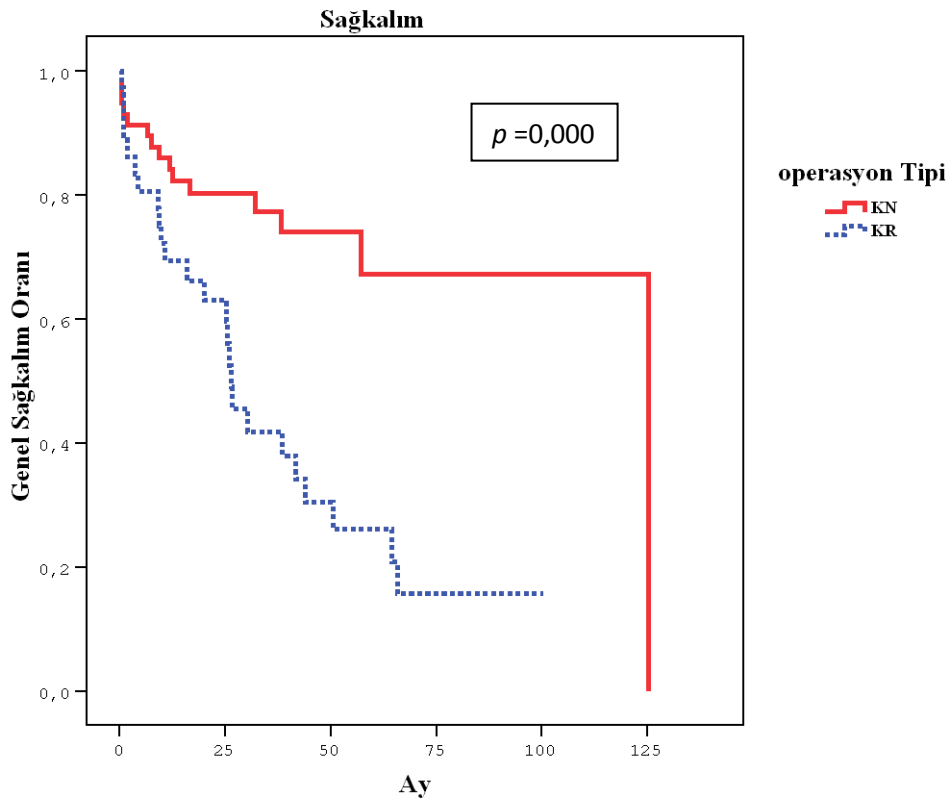 Sağkalım
p =0,000
operasyon Tipi
KN
KR
Genel Sağkalım Oranı
1,0
0,8
0,6
0,4
0,2
0,0
0 25 50 75 100 125
Ay